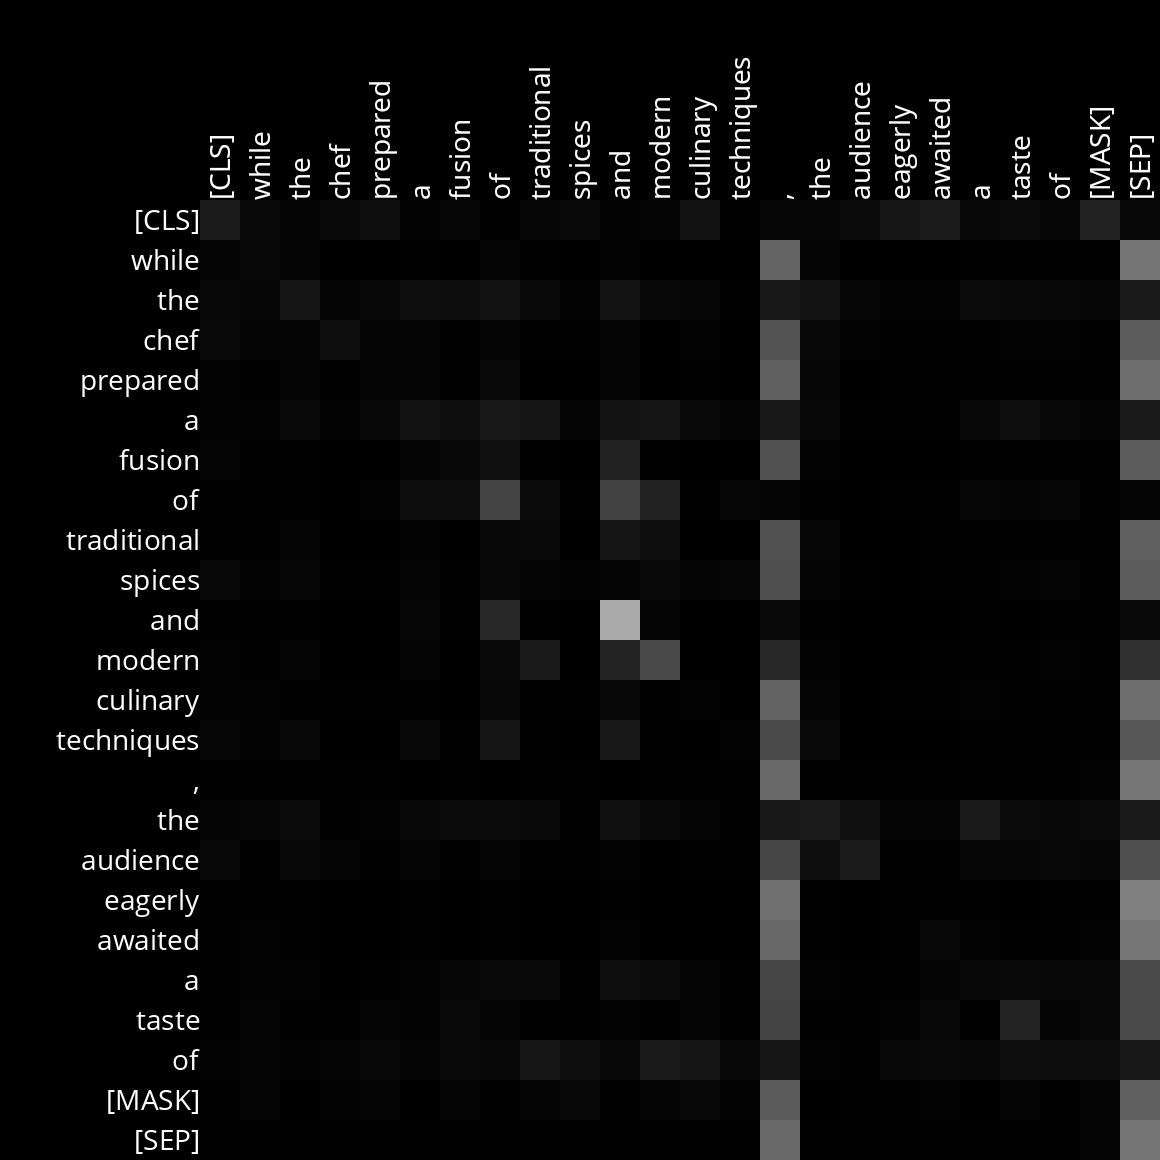 [CLS] while the chef prepared a fusion of traditional spices and modern culinary techniques , the audience eagerly awaited a taste of [MASK] [SEP]
[CLS]
while
the
chef
prepared
a
fusion
of
traditional
spices
and
modern
culinary
techniques
,
the
audience
eagerly
awaited
a
taste
of
[MASK]
[SEP]